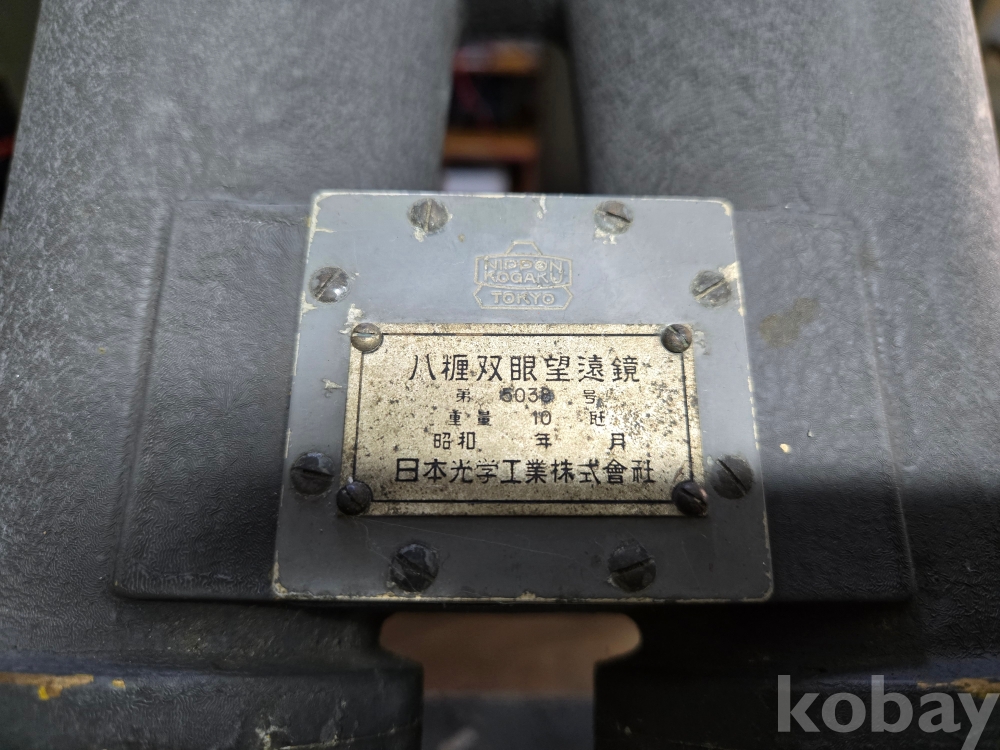 NIPPON
KOGAKU
TOKYO
八糎双眼望遠鏡
第 5038 号
重量 10 瓩
昭和 年 月
日本光学工業株式會社
kobay